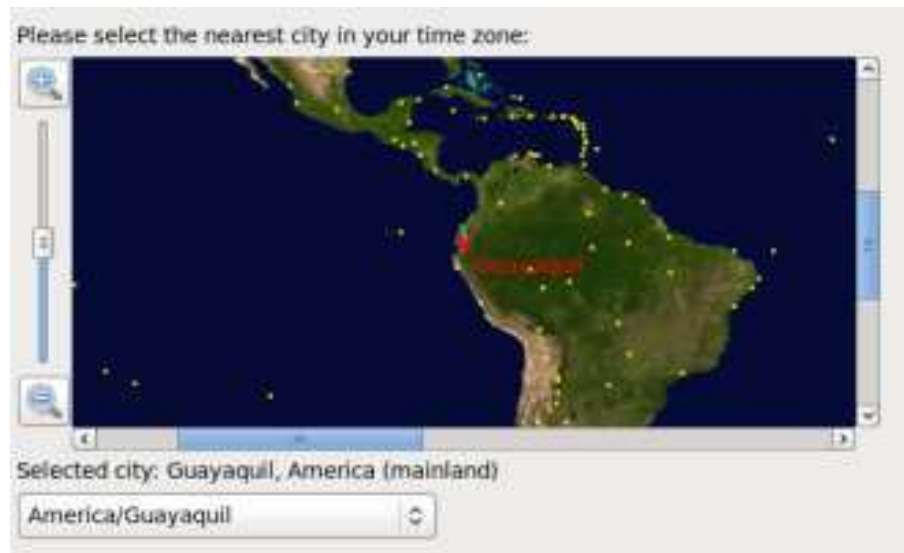 Please select the nearest city in your time zone:
Selected city: Guayaquil, America (mainland)
America/Guayaquil